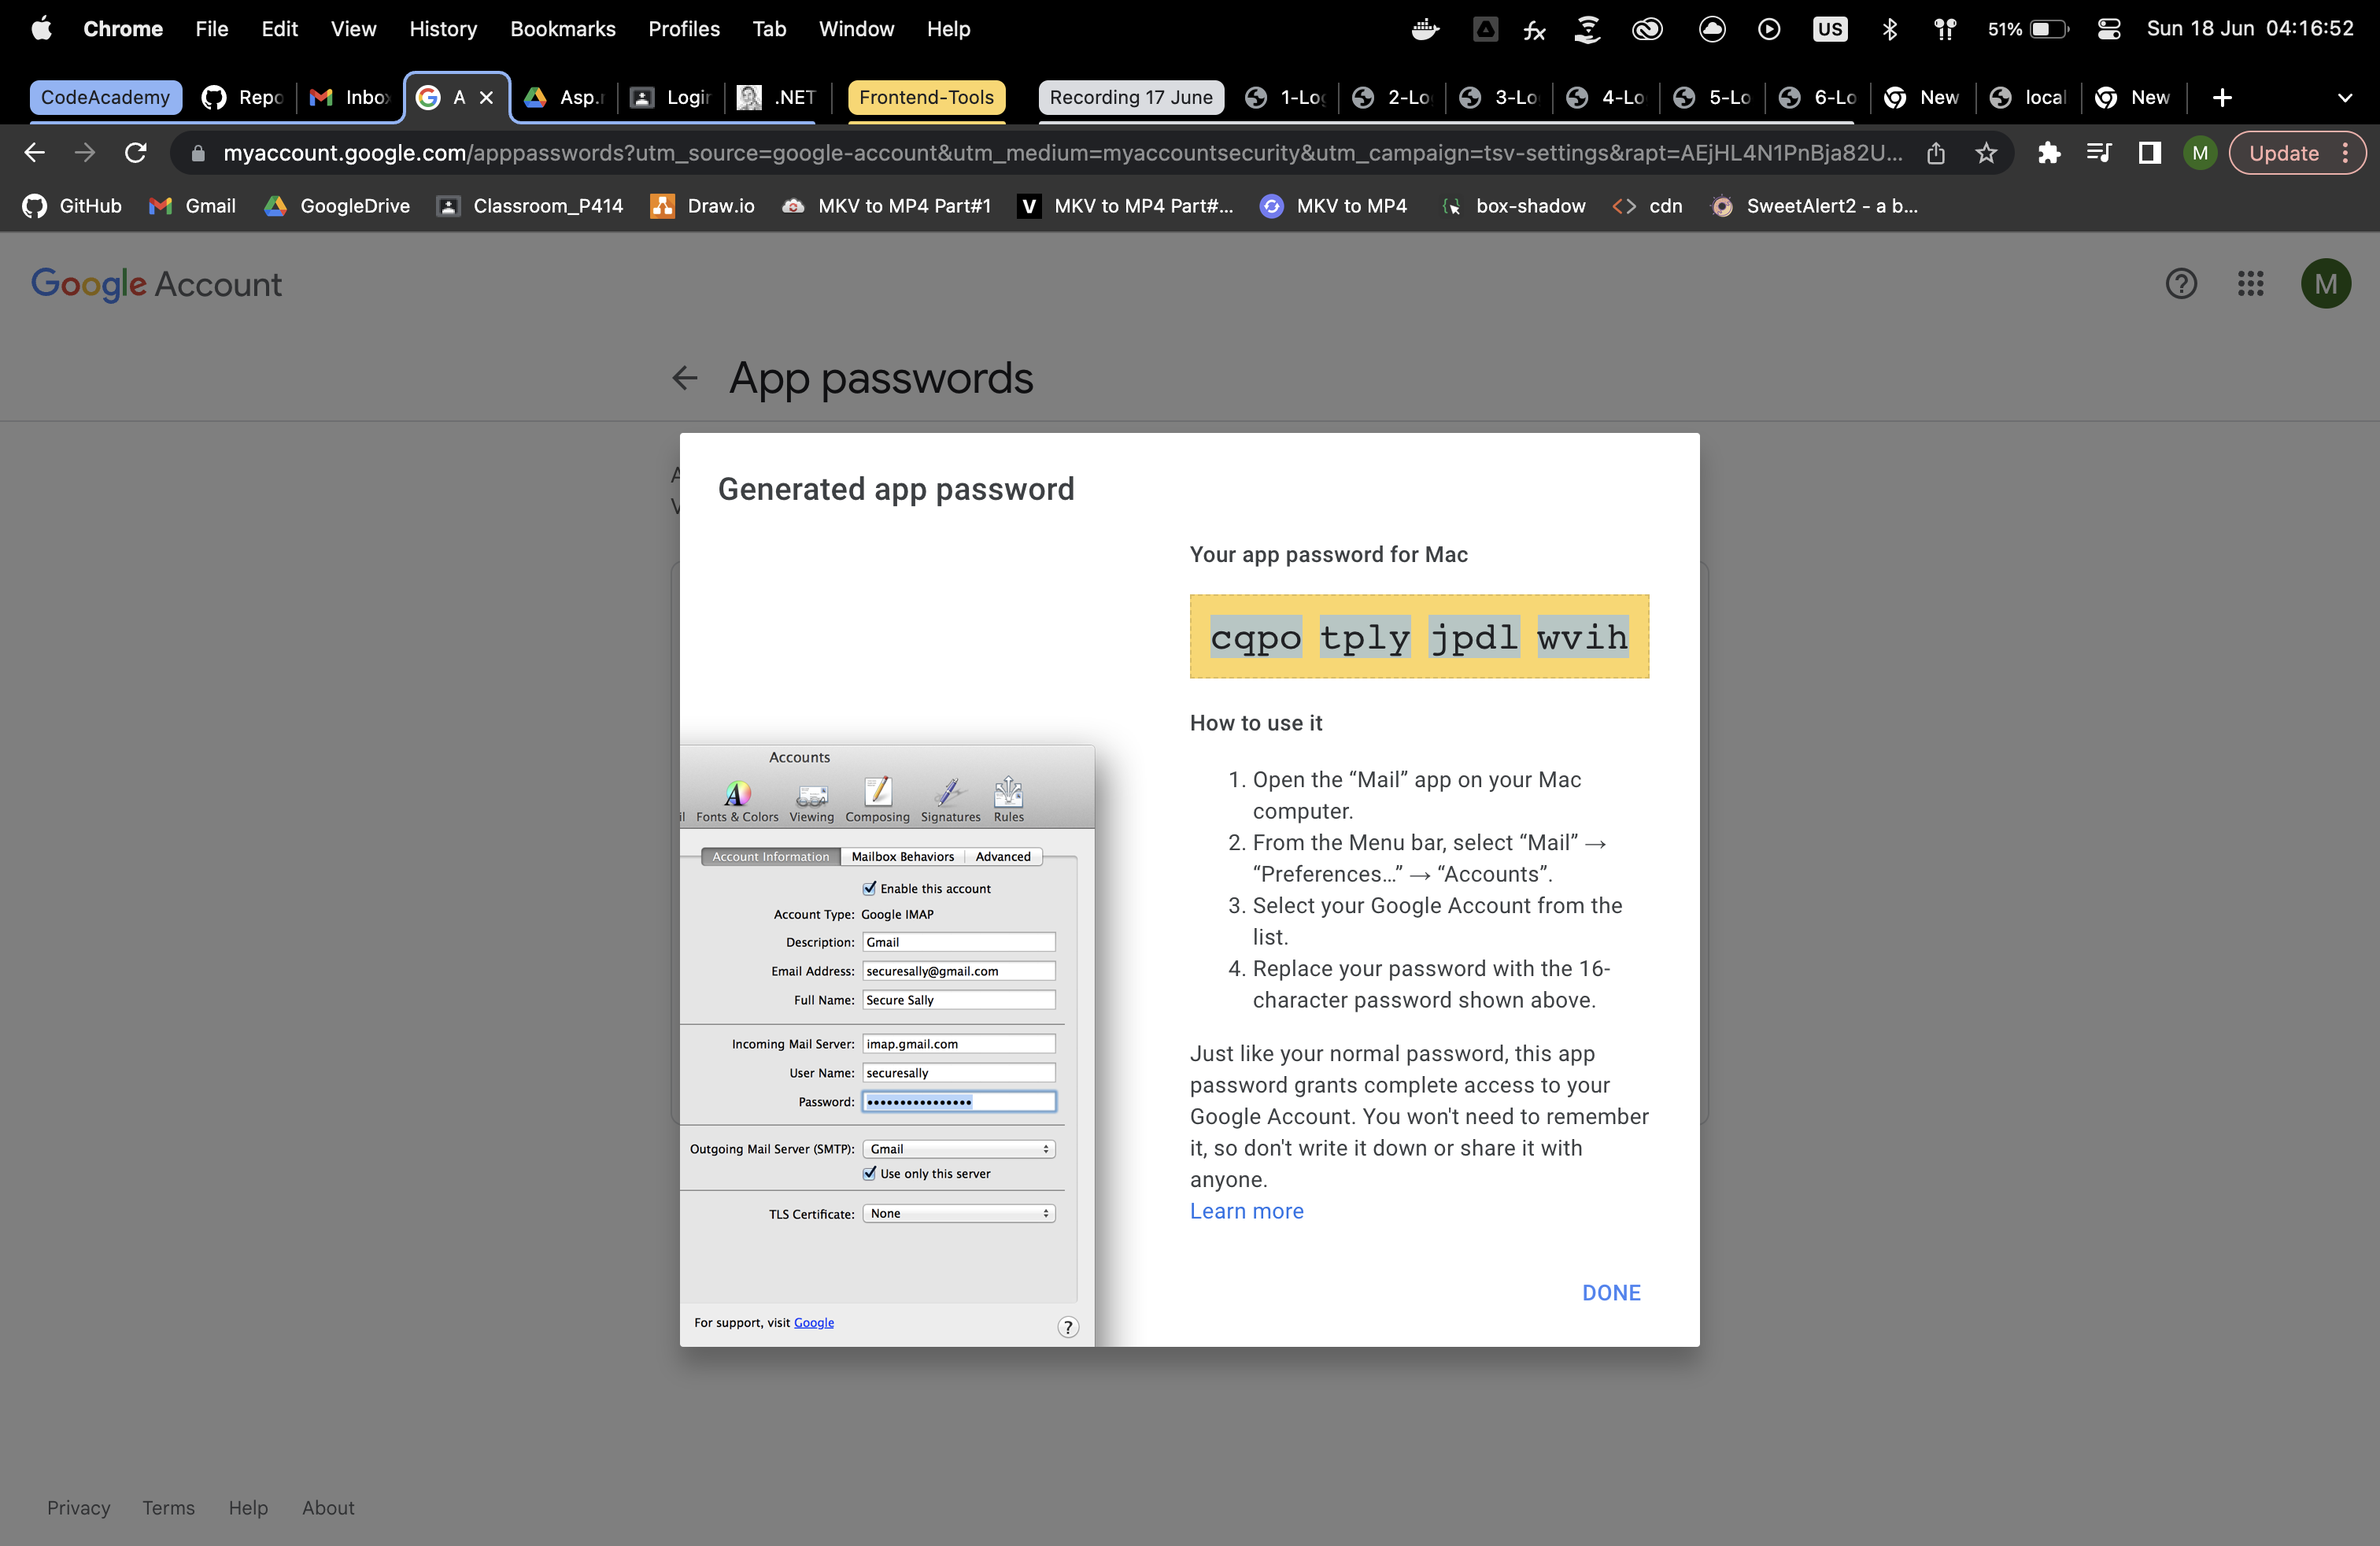 Chrome File Edit View History Bookmarks Profiles Tab Window Help US 51% Sun 18 Jun 04:16:52
CodeAcademy Repo Inbo A Asp. Login .NET Frontend-Tools Recording 17 June 1-Log 2-Lo 3-Lo 4-Lo 5-Lo 6-Lo New local New
myaccount.google.com/apppasswords?utm_source=google-account&utm_medium=myaccountsecurity&utm_campaign=tsv-settings&rapt=AEjHL4N1PnBja82U... M Update
GitHub Gmail GoogleDrive Classroom_P414 Draw.io MKV to MP4 Part#1 MKV to MP4 Part#... MKV to MP4 box-shadow cdn SweetAlert2 - a b...
Google Account M
App passwords
Generated app password
Your app password for Mac
cqpo tply jpdl wvih
How to use it
1. Open the “Mail” app on your Mac
computer.
2. From the Menu bar, select “Mail” →
“Preferences…” → “Accounts”.
3. Select your Google Account from the
list.
4. Replace your password with the 16-
character password shown above.
Just like your normal password, this app
password grants complete access to your
Google Account. You won't need to remember
it, so don't write it down or share it with
anyone.
Learn more
DONE
Accounts
Fonts & Colors Viewing Composing Signatures Rules
Account Information Mailbox Behaviors Advanced
Enable this account
Account Type: Google IMAP
Description: Gmail
Email Address: securesally@gmail.com
Full Name: Secure Sally
Incoming Mail Server: imap.gmail.com
User Name: securesally
Password: ••••••••••••••••
Outgoing Mail Server (SMTP): Gmail
Use only this server
TLS Certificate: None
For support, visit Google ?
Privacy Terms Help About